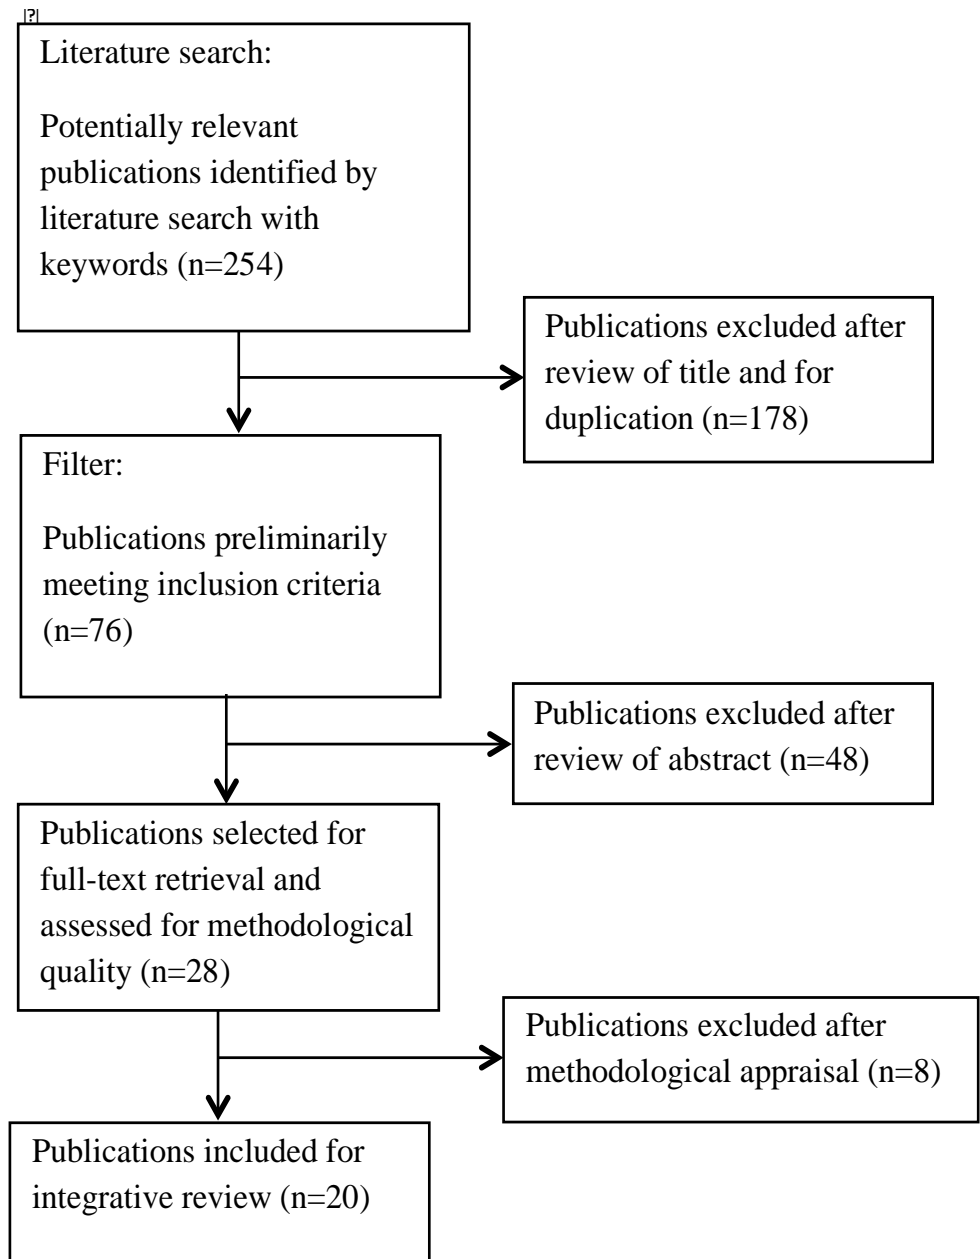 |?|
Literature search:
Potentially relevant
publications identified by
literature search with
keywords (n=254)
Publications excluded after
review of title and for
duplication (n=178)
Filter:
Publications preliminarily
meeting inclusion criteria
(n=76)
Publications excluded after
review of abstract (n=48)
Publications selected for
full-text retrieval and
assessed for methodological
quality (n=28)
Publications excluded after
methodological appraisal (n=8)
Publications included for
integrative review (n=20)